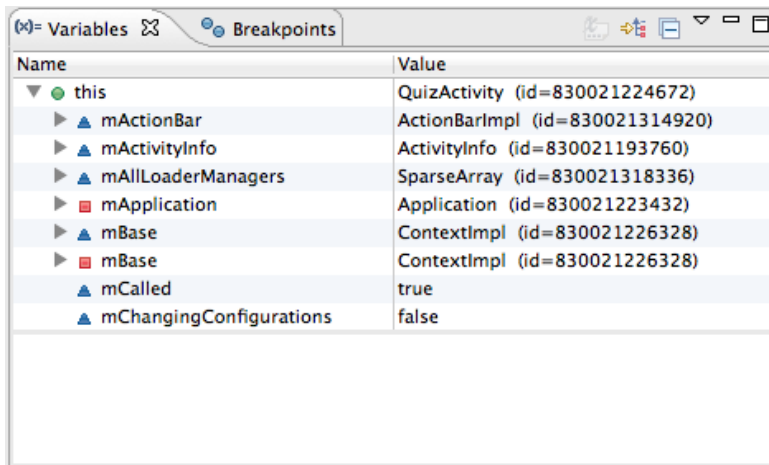 (x)= Variables Breakpoints
Name Value
this QuizActivity (id=830021224672)
mActionBar ActionBarImpl (id=830021314920)
mActivityInfo ActivityInfo (id=830021193760)
mAllLoaderManagers SparseArray (id=830021318336)
mApplication Application (id=830021223432)
mBase ContextImpl (id=830021226328)
mBase ContextImpl (id=830021226328)
mCalled true
mChangingConfigurations false